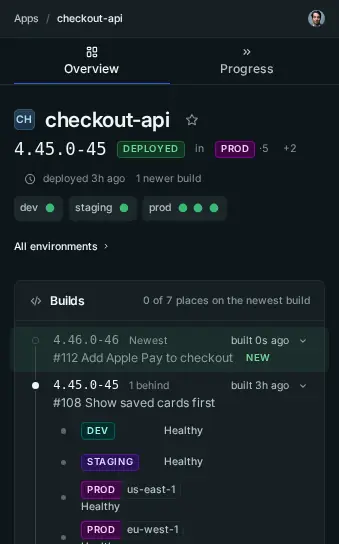 Apps / checkout-api
Overview
Progress
CH checkout-api
4.45.0-45 DEPLOYED in PROD ·5 +2
deployed 3h ago 1 newer build
dev staging prod
All environments
Builds 0 of 7 places on the newest build
4.46.0-46 Newest built 0s ago
#112 Add Apple Pay to checkout NEW
4.45.0-45 1 behind built 3h ago
#108 Show saved cards first
DEV Healthy
STAGING Healthy
PROD us-east-1
Healthy
PROD eu-west-1